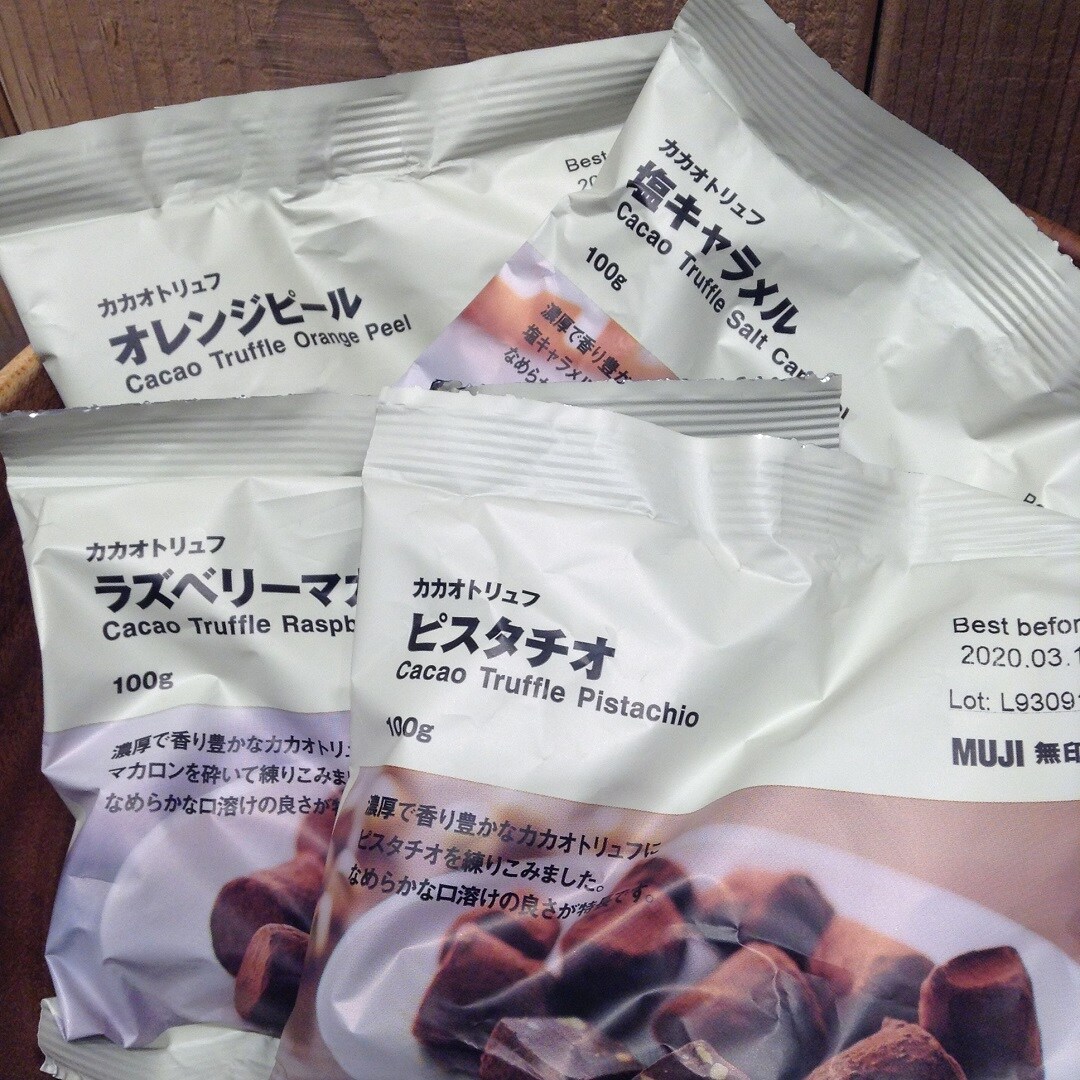 カカオトリュフ
オレンジピール
Cacao Truffle Orange Peel
Best
カカオトリュフ
塩キャラメル
Cacao Truffle Salt
100g
濃厚で香り豊か
塩キャラメル
なめらか
カカオトリュフ
ラズベリーマ
Cacao Truffle
100g
濃厚で香り豊かなカカオトリュ
マカロンを砕いて練りこみま
なめらかな口溶けの良さが
カカオトリュフ
ピスタチオ
Cacao Truffle Pistachio
100g
Best before
2020.03.1
Lot: L9309
MUJI 無印
濃厚で香り豊かなカカオトリュフに
ピスタチオを練りこみました。
なめらかな口溶けの良さが特長です。